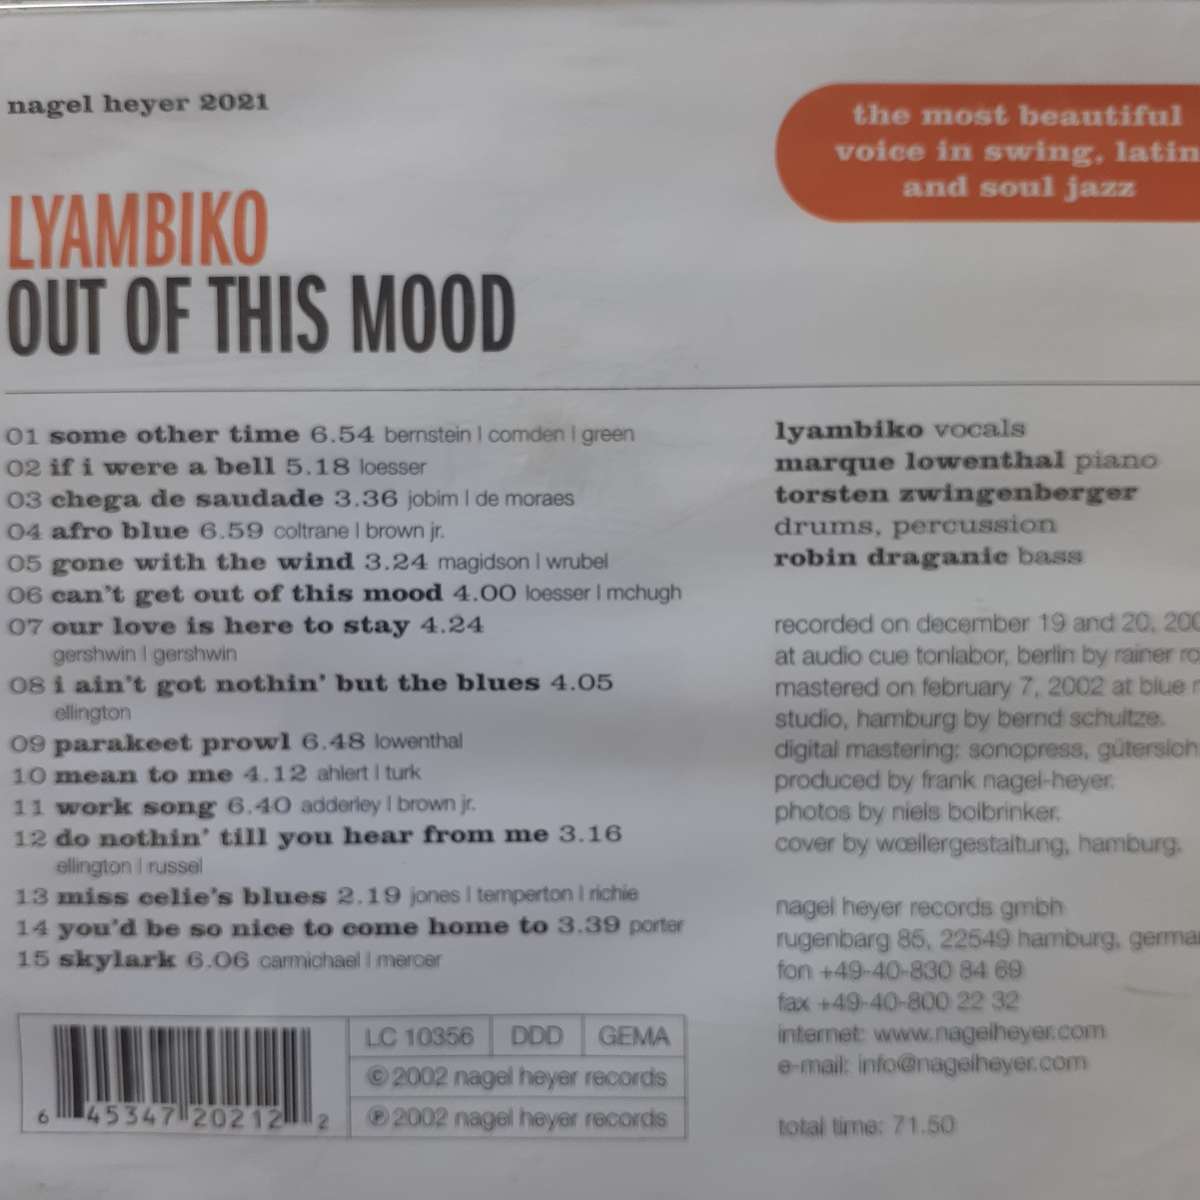 nagel heyer 2021
the most beautiful
voice in swing, latin
and soul jazz
LYAMBIKO
OUT OF THIS MOOD
01 some other time 6.54 bernstein | comden | green
02 if i were a bell 5.18 loesser
03 chega de saudade 3.36 jobim | de moraes
04 afro blue 6.59 coltrane | brown jr.
05 gone with the wind 3.24 magidson | wrubel
06 can't get out of this mood 4.00 loesser | mchugh
07 our love is here to stay 4.24
gershwin | gershwin
08 i ain't got nothin' but the blues 4.05
ellington
09 parakeet prowl 6.48 lowenthal
10 mean to me 4.12 ahlert | turk
11 work song 6.40 adderley | brown jr.
12 do nothin' till you hear from me 3.16
ellington | russel
13 miss celie's blues 2.19 jones | temperton | richie
14 you'd be so nice to come home to 3.39 porter
15 skylark 6.06 carmichael | mercer
lyambiko vocals
marque lowenthal piano
torsten zwingenberger
drums, percussion
robin draganic bass
recorded on december 19 and 20,
at audio cue tonlabor, berlin by rainer
mastered on february 7, 2002 at blue
studio, hamburg by bernd schultze.
digital mastering: sonopress, gütersloh
produced by frank nagel-heyer.
photos by niels bolbrinker.
cover by wœllergestaltung, hamburg.
nagel heyer records gmbh
rugenbarg 85, 22549 hamburg,
fon +49-40-830 84 69
fax +49-40-800 22 32
internet: www.nagelheyer.com
e-mail: info@nagelheyer.com
total time: 71.50
6 45347 20212 2
LC 10356 DDD GEMA
© 2002 nagel heyer records
℗ 2002 nagel heyer records